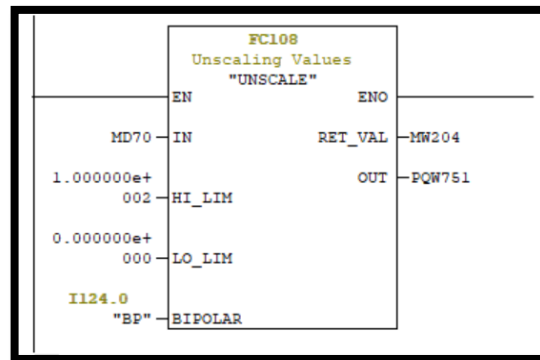 FC108
Unscaling Values
"UNSCALE"
EN ENO
MD70 IN RET_VAL MW204
1.000000e+ OUT PQW751
002 HI_LIM
0.000000e+
000 LO_LIM
I124.0
"BP" BIPOLAR